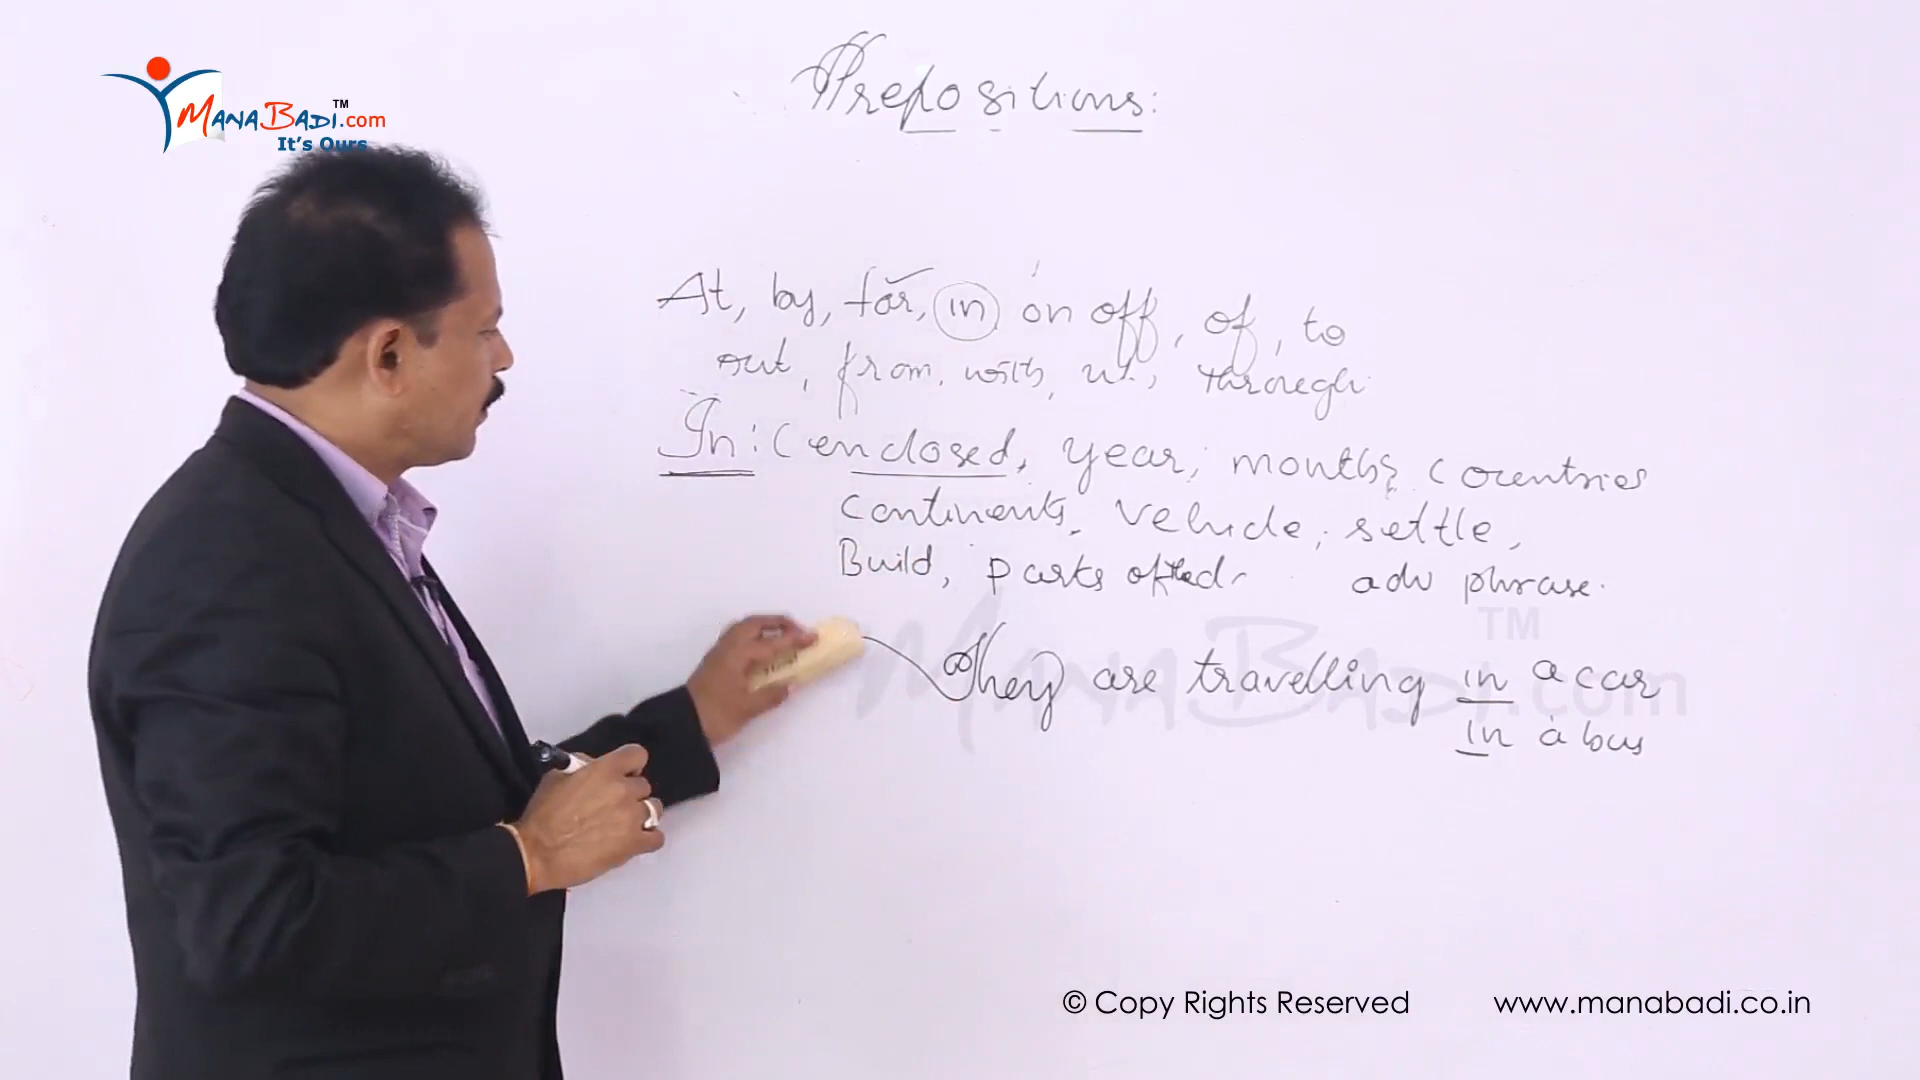 MANABADI.com TM
It's Ours
Prepositions:
At, by, for, in on off, of, to
out, from, with, through
In: (enclosed, year, months, countries
continents, vehicle, settle,
Build, parts of adv phrase.
They are travelling in a car
in a bus
MANABADI.com TM
© Copy Rights Reserved www.manabadi.co.in